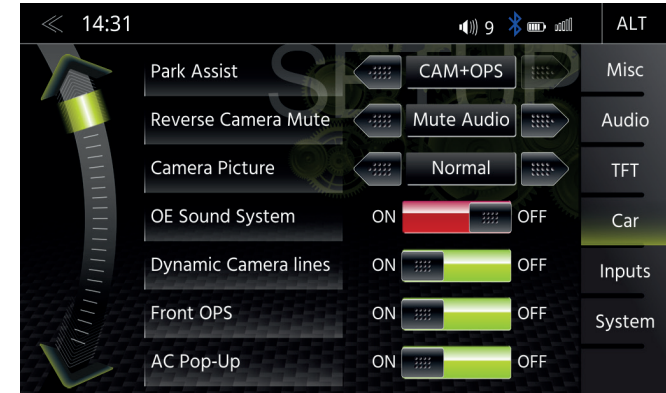 14:31 9 ALT
SETUP
Park Assist CAM+OPS Misc
Reverse Camera Mute Mute Audio Audio
Camera Picture Normal TFT
OE Sound System ON OFF Car
Dynamic Camera lines ON OFF Inputs
Front OPS ON OFF System
AC Pop-Up ON OFF